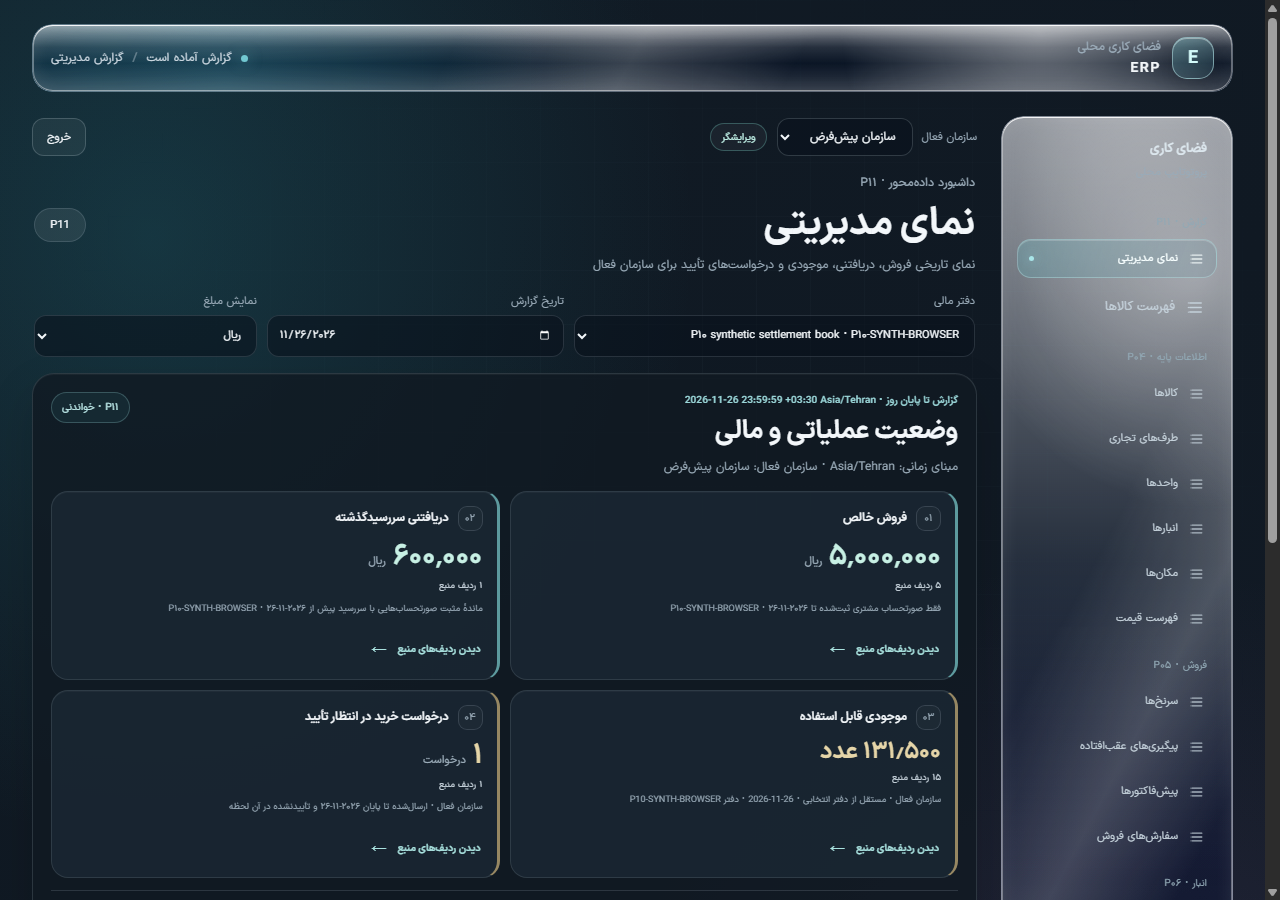 E
فضای کاری محلی
ERP
گزارش آماده است / گزارش مدیریتی
فضای کاری
نمای مدیریتی
فهرست کالاها
اطلاعات پایه · P۰۴
کالاها
طرف‌های تجاری
واحدها
انبارها
مکان‌ها
فهرست قیمت
فروش · P۰۵
سرنخ‌ها
پیگیری‌های عقب‌افتاده
پیش‌فاکتورها
سفارش‌های فروش
انبار · P۰۶
سازمان فعال
سازمان پیش‌فرض
ویرایشگر
خروج
داشبورد داده‌محور · P۱۱
نمای مدیریتی
P11
نمای تاریخی فروش، دریافتنی، موجودی و درخواست‌های تأیید برای سازمان فعال
دفتر مالی
تاریخ گزارش
نمایش مبلغ
P۱۰ synthetic settlement book · P۱۰-SYNTH-BROWSER
۱۱/۲۶/۲۰۲۶
ریال
گزارش تا پایان روز · 2026-11-26 23:59:59 +03:30 Asia/Tehran
P۱۱ · خواندنی
وضعیت عملیاتی و مالی
مبنای زمانی: Asia/Tehran · سازمان فعال: سازمان پیش‌فرض
۰۱ فروش خالص
۵,۰۰۰,۰۰۰ ریال
۵ ردیف منبع
فقط صورتحساب مشتری ثبت‌شده تا ۲۰۲۶-۱۱-۲۶ · P۱۰-SYNTH-BROWSER
دیدن ردیف‌های منبع ←
۰۲ دریافتنی سررسیدگذشته
۶۰۰,۰۰۰ ریال
۱ ردیف منبع
ماندهٔ مثبت صورتحساب‌هایی با سررسید پیش از ۲۰۲۶-۱۱-۲۶ · P۱۰-SYNTH-BROWSER
دیدن ردیف‌های منبع ←
۰۳ موجودی قابل استفاده
۱۳۱٫۵۰۰ عدد
۱۵ ردیف منبع
سازمان فعال · مستقل از دفتر انتخابی · 2026-11-26 · دفتر P10-SYNTH-BROWSER
دیدن ردیف‌های منبع ←
۰۴ درخواست خرید در انتظار تأیید
۱ درخواست
۱ ردیف منبع
سازمان فعال · ارسال‌شده تا پایان ۲۰۲۶-۱۱-۲۶ و تأییدنشده در آن لحظه
دیدن ردیف‌های منبع ←